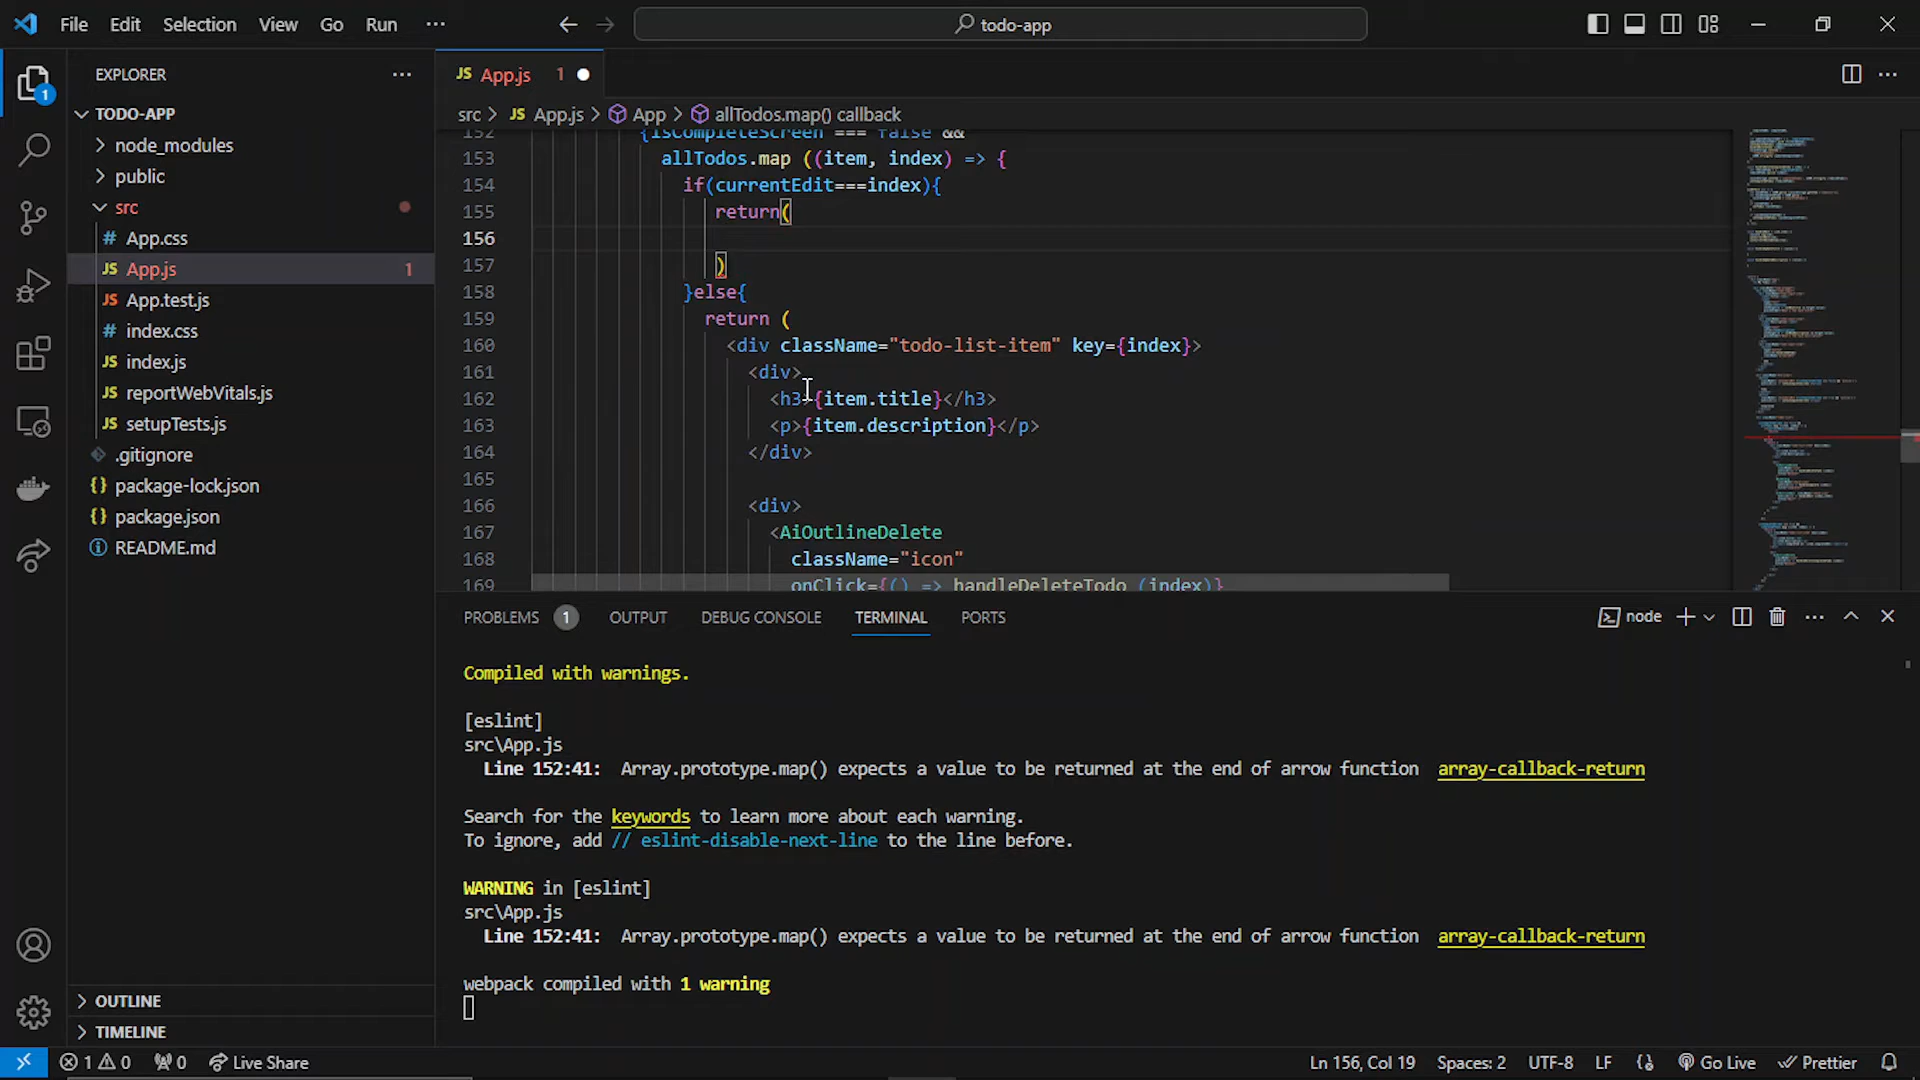 File Edit Selection View Go Run ··· todo-app
EXPLORER ···
TODO-APP
node_modules
public
src
# App.css
JS App.js 1
JS App.test.js
# index.css
JS index.js
JS reportWebVitals.js
JS setupTests.js
.gitignore
{} package-lock.json
{} package.json
README.md
OUTLINE
TIMELINE
1
JS App.js 1
src > JS App.js > App > allTodos.map() callback
152 {isCompleteScreen === false &&
153 allTodos.map ((item, index) => {
154 if(currentEdit===index){
155 return(
156
157 )
158 }else{
159 return (
160 <div className="todo-list-item" key={index}>
161 <div>
162 <h3>{item.title}</h3>
163 <p>{item.description}</p>
164 </div>
165
166 <div>
167 <AiOutlineDelete
168 className="icon"
169 onClick={() => handleDeleteTodo (index)}
PROBLEMS 1 OUTPUT DEBUG CONSOLE TERMINAL PORTS node
Compiled with warnings.
[eslint]
src\App.js
Line 152:41: Array.prototype.map() expects a value to be returned at the end of arrow function array-callback-return
Search for the keywords to learn more about each warning.
To ignore, add // eslint-disable-next-line to the line before.
WARNING in [eslint]
src\App.js
Line 152:41: Array.prototype.map() expects a value to be returned at the end of arrow function array-callback-return
webpack compiled with 1 warning
1 0 0 Live Share Ln 156, Col 19 Spaces: 2 UTF-8 LF {} Go Live Prettier